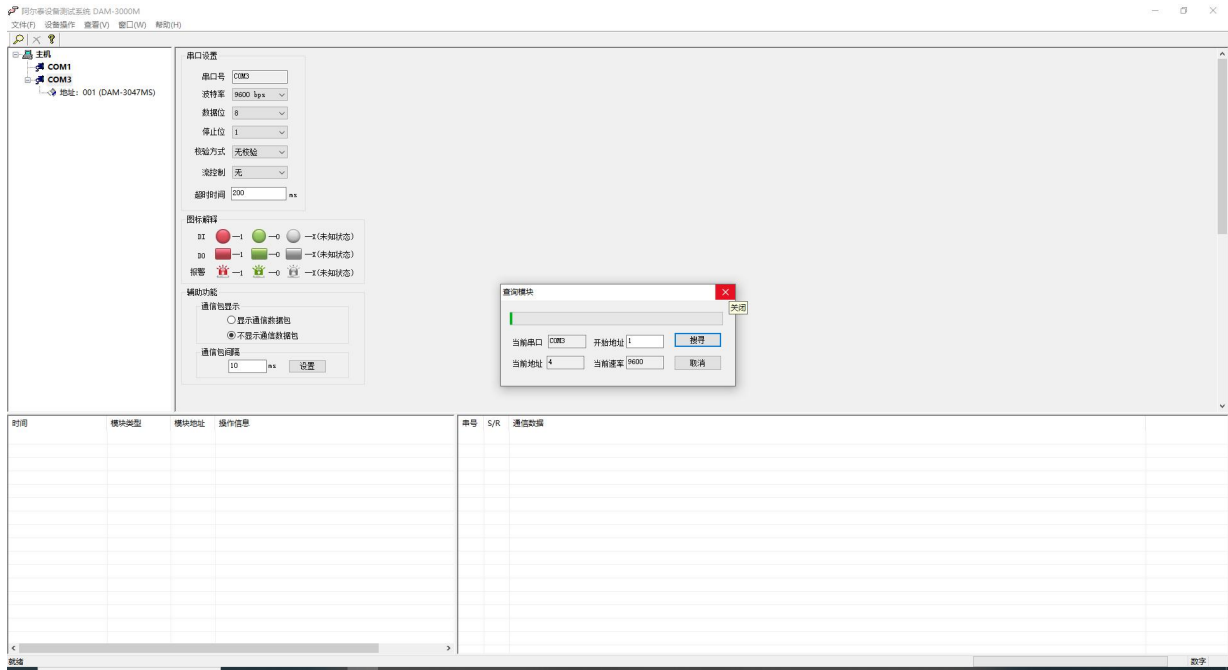 阿尔泰设备测试系统 DAM-3000M
文件(F) 设备操作 查看(V) 窗口(W) 帮助(H)
主机
COM1
COM3
地址：001 (DAM-3047MS)
串口设置
串口号 COM3
波特率 9600 bps
数据位 8
停止位 1
校验方式 无校验
流控制 无
超时时间 200 ms
图标解释
DI —1 —0 —X(未知状态)
DO —1 —0 —X(未知状态)
报警 —1 —0 —X(未知状态)
辅助功能
通信包显示
显示通信数据包
不显示通信数据包
通信包间隔
10 ms 设置
查询模块
关闭
当前串口 COM3 开始地址 1 搜寻
当前地址 4 当前速率 9600 取消
时间 模块类型 模块地址 操作信息
串号 S/R 通信数据
就绪 数字